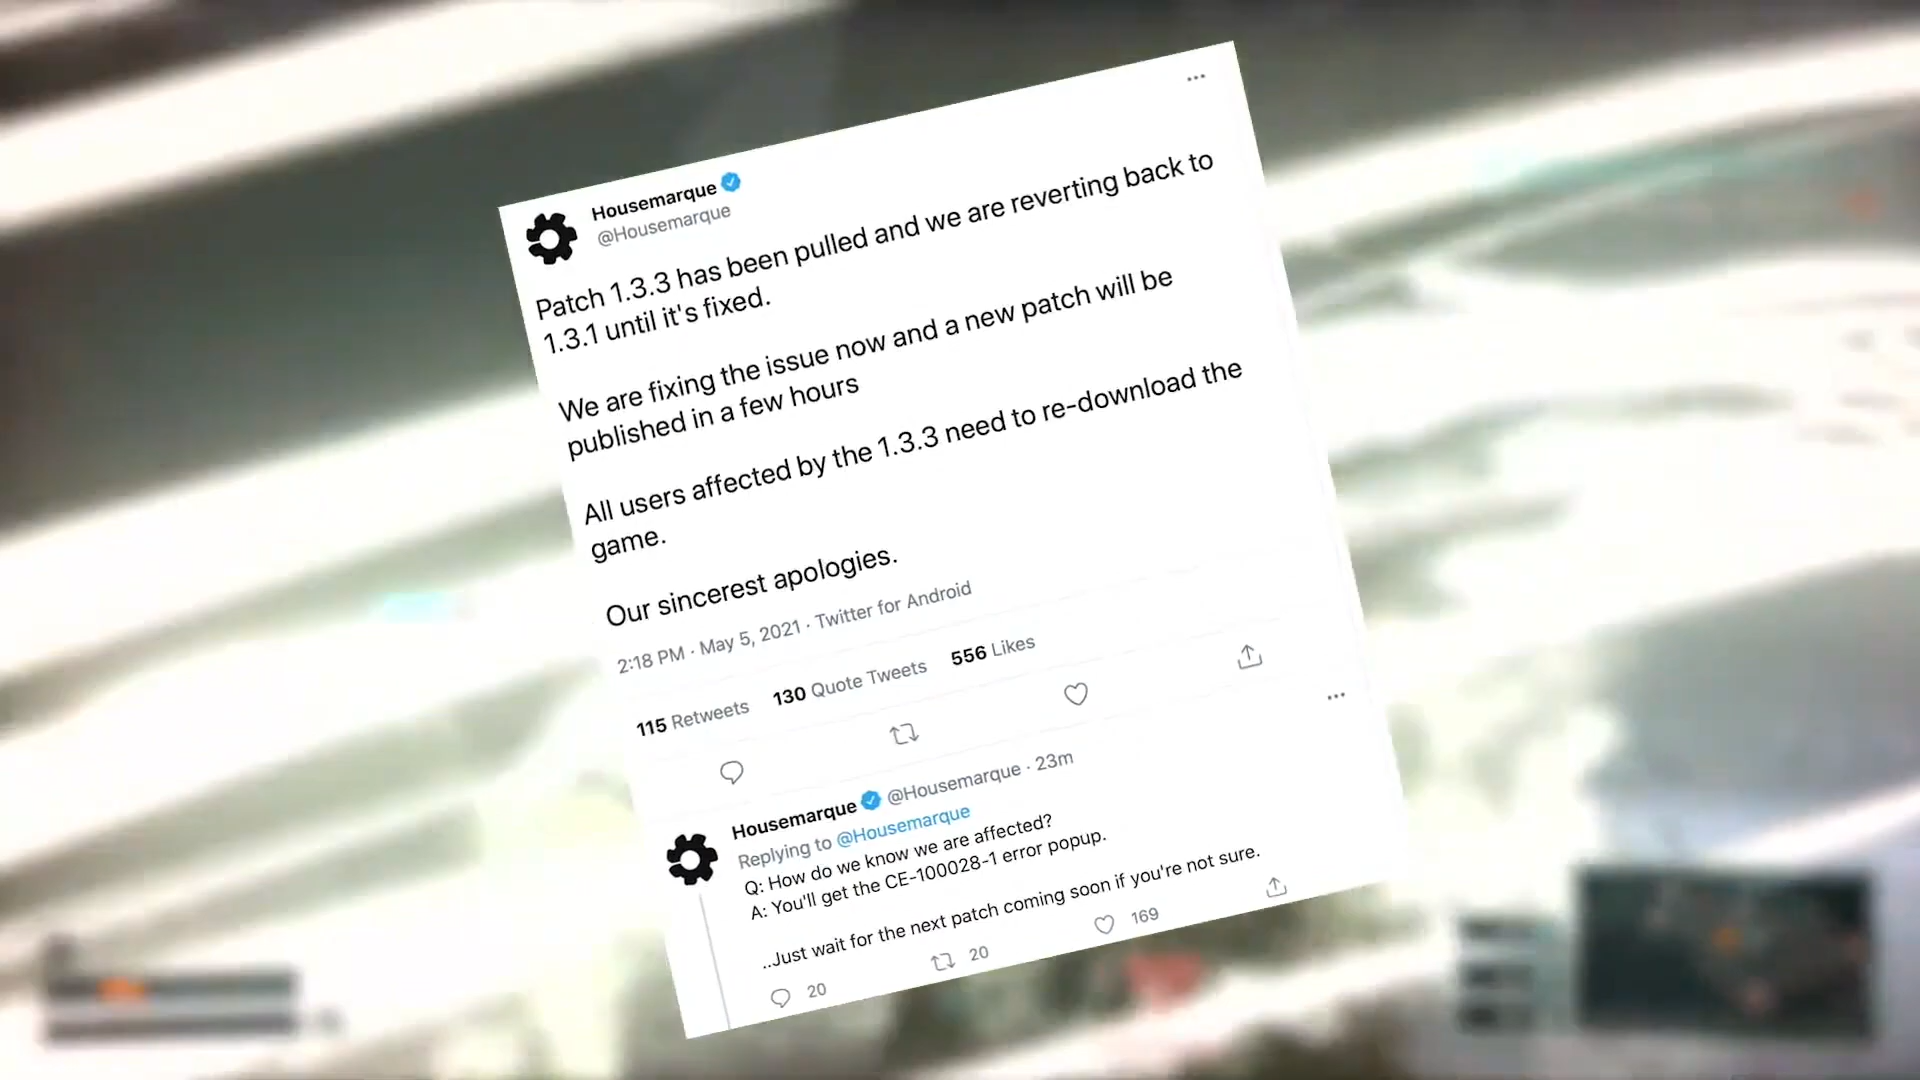 Housemarque
@Housemarque
Patch 1.3.3 has been pulled and we are reverting back to
1.3.1 until it's fixed.
We are fixing the issue now and a new patch will be
published in a few hours
All users affected by the 1.3.3 need to re-download the
game.
Our sincerest apologies.
2:18 PM · May 5, 2021 · Twitter for Android
115 Retweets 130 Quote Tweets 556 Likes
Housemarque @Housemarque · 23m
Replying to @Housemarque
Q: How do we know we are affected?
A: You'll get the CE-100028-1 error popup.
..Just wait for the next patch coming soon if you're not sure.
20 20 169